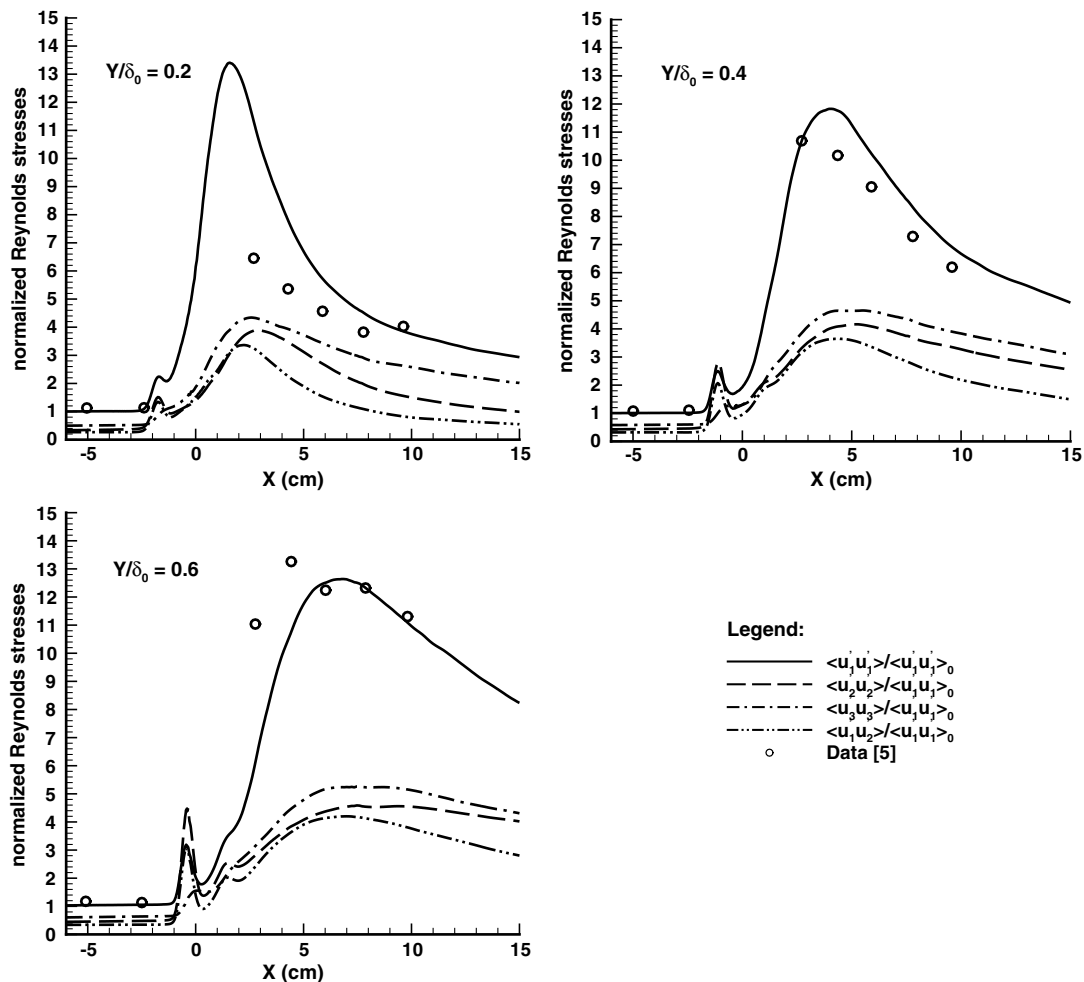 15
14
13
12
11
10
9
8
7
6
5
4
3
2
1
0
normalized Reynolds stresses
Y/δ₀ = 0.2
-5 0 5 10 15
X (cm)
15
14
13
12
11
10
9
8
7
6
5
4
3
2
1
0
normalized Reynolds stresses
Y/δ₀ = 0.4
-5 0 5 10 15
X (cm)
15
14
13
12
11
10
9
8
7
6
5
4
3
2
1
0
normalized Reynolds stresses
Y/δ₀ = 0.6
-5 0 5 10 15
X (cm)
Legend:
<u₁'u₁'>/<u₁'u₁'>₀
<u₂u₂>/<u₁u₁>₀
<u₃u₃>/<u₁u₁>₀
<u₁u₂>/<u₁u₁>₀
Data [5]